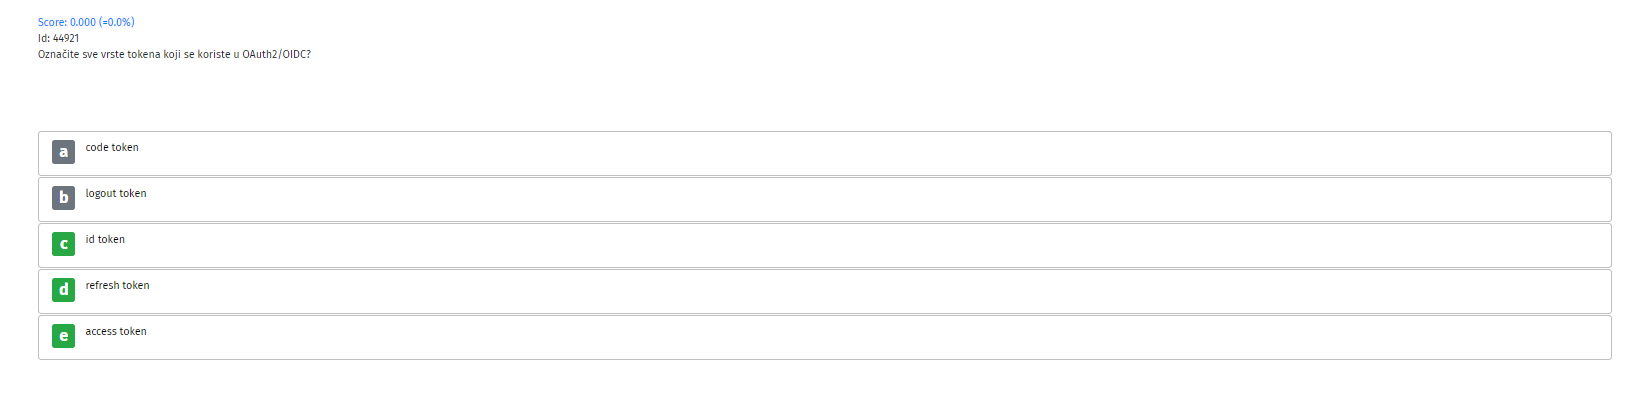 Score: 0.000 (=0.0%)
Id: 44921
Označite sve vrste tokena koji se koriste u OAuth2/OIDC?
a code token
b logout token
c id token
d refresh token
e access token